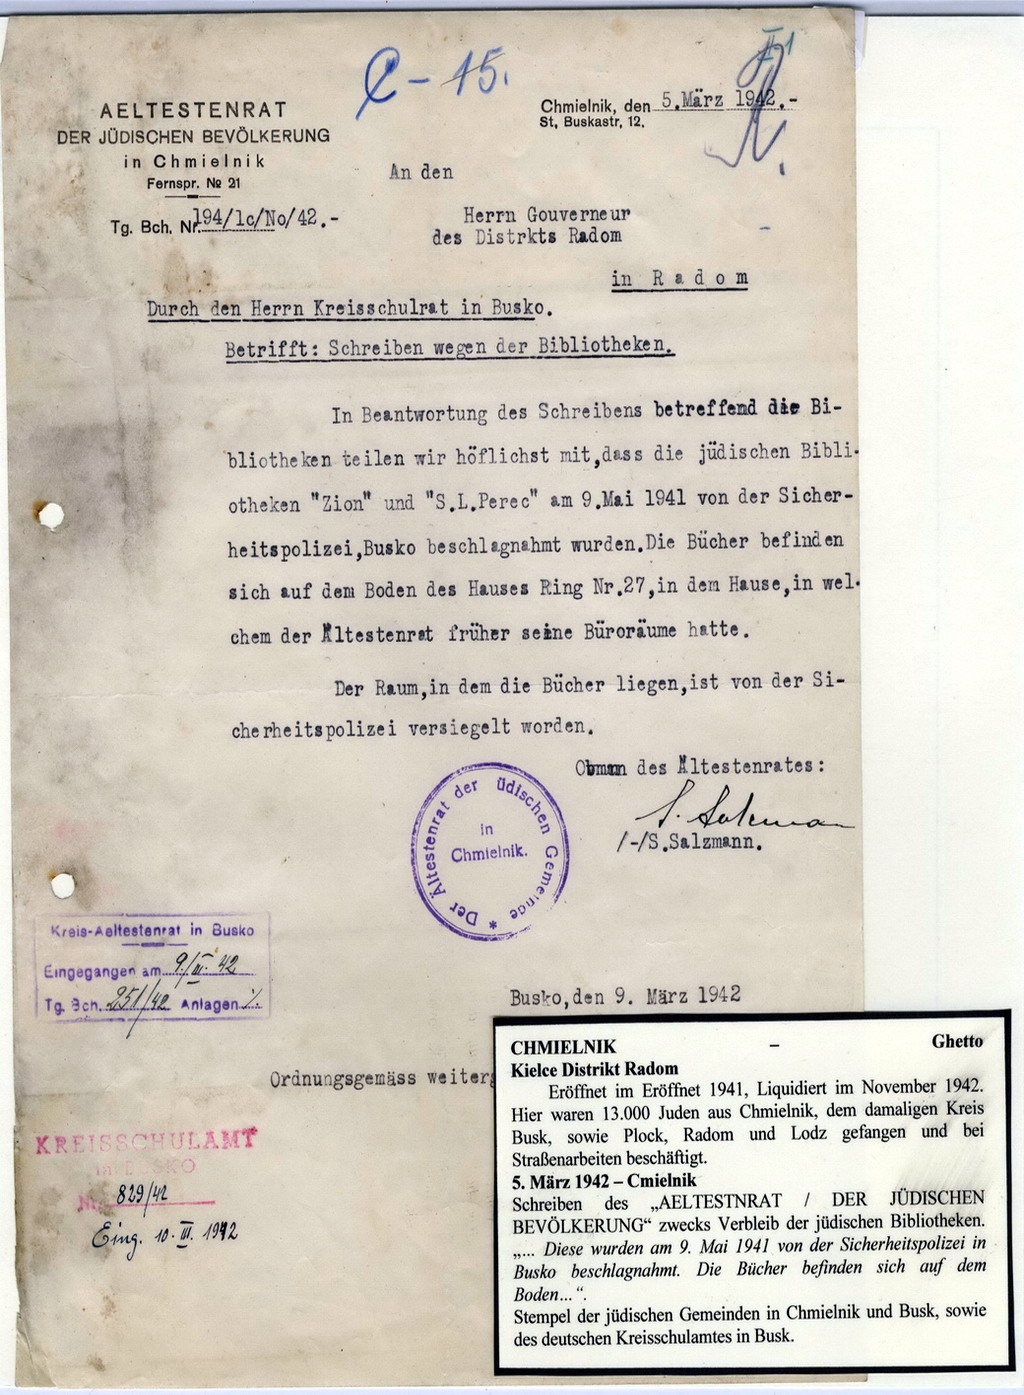 C-15.
II 1
AELTESTENRAT
DER JÜDISCHEN BEVÖLKERUNG
in Chmielnik
Fernspr. № 21
Tg. Bch. Nr. 194/1c/No/42.-
Chmielnik, den 5.März 1942.-
St. Buskastr, 12.
An den
Herrn Gouverneur
des Distrkts Radom
in Radom
Durch den Herrn Kreisschulrat in Busko.
Betrifft: Schreiben wegen der Bibliotheken.
In Beantwortung des Schreibens betreffend die Bi-
bliotheken teilen wir höflichst mit,dass die jüdischen Bibli-
otheken "Zion" und "S.L.Perec" am 9.Mai 1941 von der Sicher-
heitspolizei,Busko beschlagnahmt wurden.Die Bücher befinden
sich auf dem Boden des Hauses Ring Nr.27,in dem Hause,in wel-
chem der Ältestenrat früher seine Büroräume hatte.
Der Raum,in dem die Bücher liegen,ist von der Si-
cherheitspolizei versiegelt worden.
Obman des Ältestenrates:
S. Salzman
/-/S.Salzmann.
Der Ältestenrat der üdischen Gemeinde *
in
Chmielnik.
Kreis-Aeltestenrat in Busko
Eingegangen am 9/III. 42
Tg. Bch. 251/42 Anlagen %
Busko,den 9. März 1942
Ordnungsgemäss weiterg
KREISSCHULAMT
in BUSKO
Nr. 829/42
Eing. 10. III. 1942
CHMIELNIK – Ghetto
Kielce Distrikt Radom
Eröffnet im Eröffnet 1941, Liquidiert im November 1942.
Hier waren 13.000 Juden aus Chmielnik, dem damaligen Kreis
Busk, sowie Plock, Radom und Lodz gefangen und bei
Straßenarbeiten beschäftigt.
5. März 1942 – Cmielnik
Schreiben des „AELTESTNRAT / DER JÜDISCHEN
BEVÖLKERUNG“ zwecks Verbleib der jüdischen Bibliotheken.
„... Diese wurden am 9. Mai 1941 von der Sicherheitspolizei in
Busko beschlagnahmt. Die Bücher befinden sich auf dem
Boden...“.
Stempel der jüdischen Gemeinden in Chmielnik und Busk, sowie
des deutschen Kreisschulamtes in Busk.